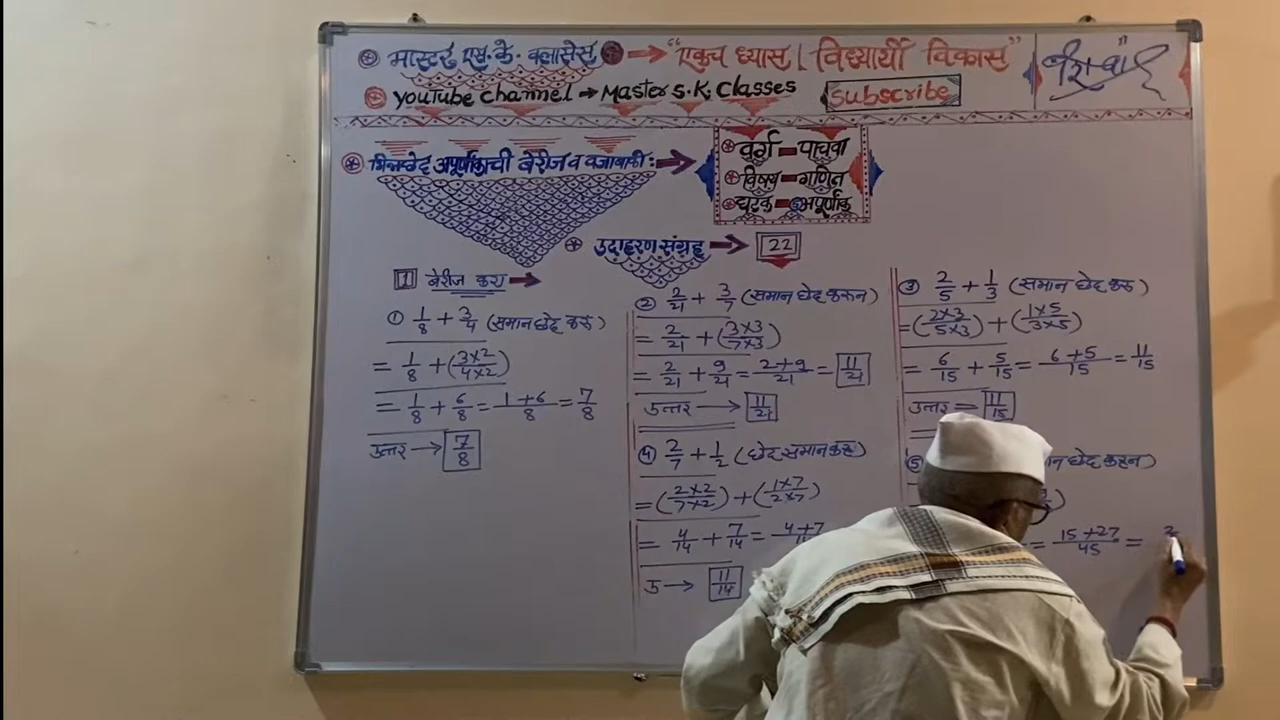 मास्टर एस. के. क्लासेस → "एकच ध्यास | विद्यार्थी विकास"
YouTube Channel → Master S. K. Classes Subscribe
भिन्नछेद अपूर्णांकाची बेरीज व वजाबाकी : →
वर्ग - पाचवा
विषय - गणित
घटक - अपूर्णांक
उदाहरणसंग्रह → 22
1 बेरीज करा →
① 1/8 + 3/4 (समान छेद करू)
= 1/8 + (3×2/4×2)
= 1/8 + 6/8 = 1+6/8 = 7/8
उत्तर → 7/8
② 2/21 + 3/7 (समान छेद करून)
= 2/21 + (3×3/7×3)
= 2/21 + 9/21 = 2+9/21 = 11/21
उत्तर → 11/21
④ 2/7 + 1/2 (छेद समान करू)
= (2×2/7×2) + (1×7/2×7)
= 4/14 + 7/14 = 4+7
उ → 11/14
③ 2/5 + 1/3 (समान छेद करू)
= (2×3/5×3) + (1×5/3×5)
= 6/15 + 5/15 = 6+5/15 = 11/15
उत्तर = 11/15
⑤ छेद करून)
= 15+27/45 =